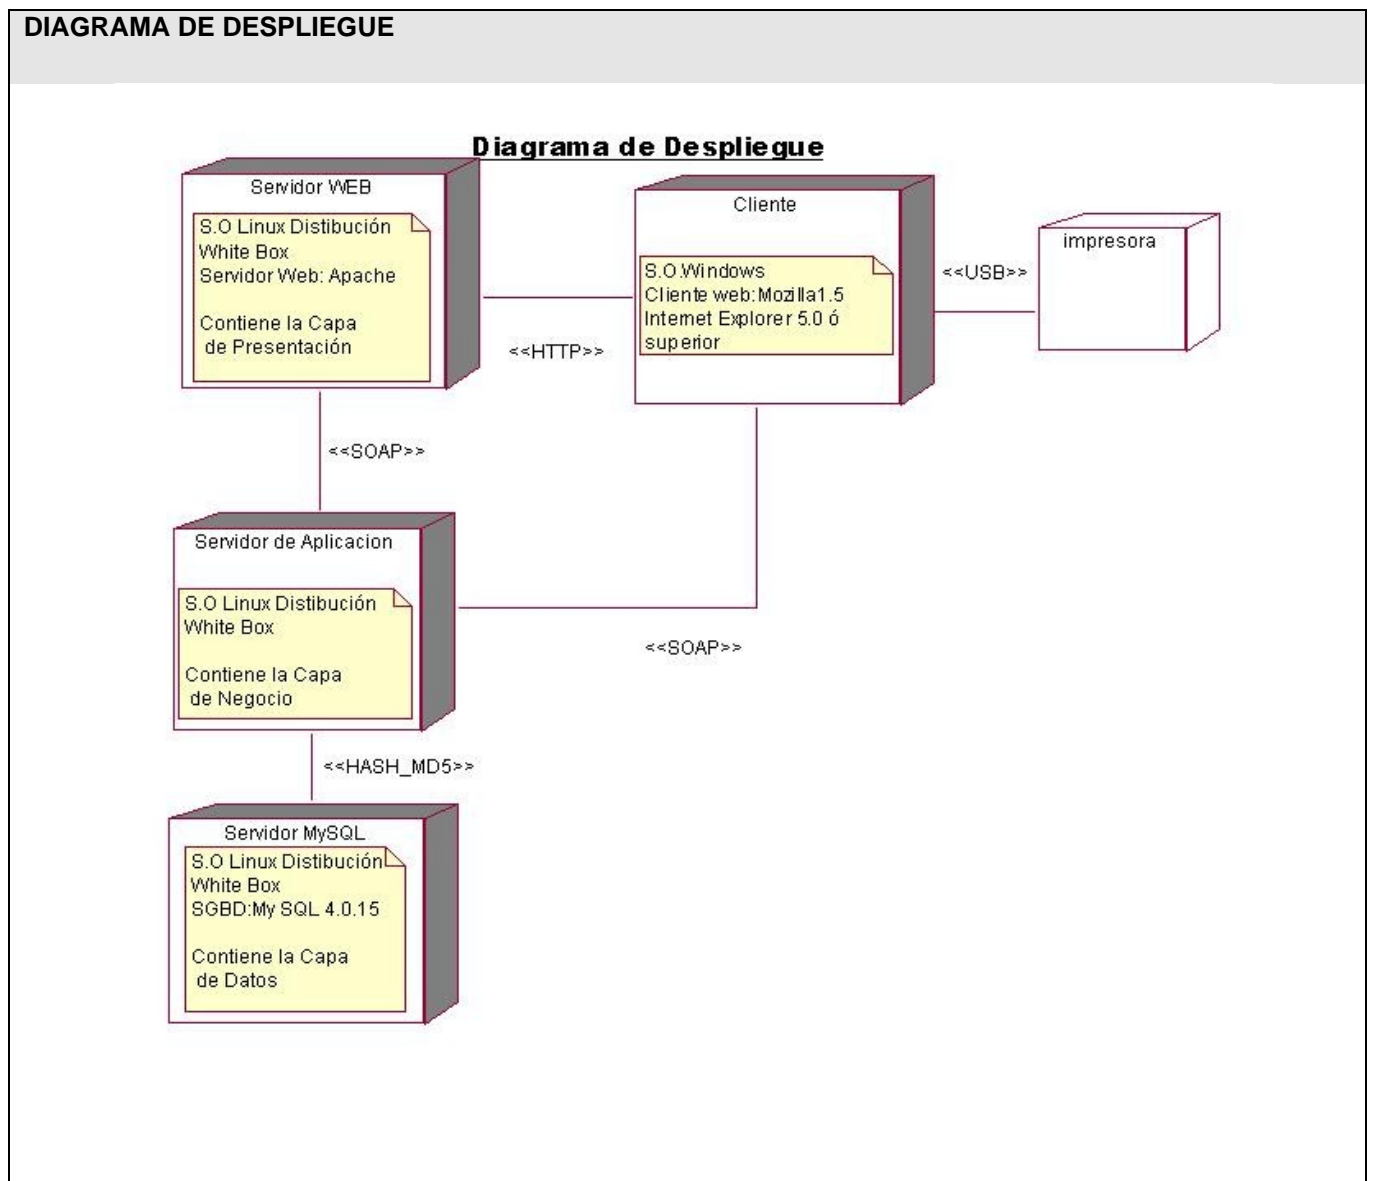 DIAGRAMA DE DESPLIEGUE
Diagrama de Despliegue
Servidor WEB
S.O Linux Distibución
White Box
Servidor Web: Apache
Contiene la Capa
de Presentación
<<HTTP>>
Cliente
S.O.Windows
Cliente web:Mozilla1.5
Internet Explorer 5.0 ó
superior
<<USB>>
impresora
<<SOAP>>
Servidor de Aplicacion
S.O Linux Distibución
White Box
Contiene la Capa
de Negocio
<<SOAP>>
<<HASH_MD5>>
Servidor MySQL
S.O Linux Distibución
White Box
SGBD:My SQL 4.0.15
Contiene la Capa
de Datos